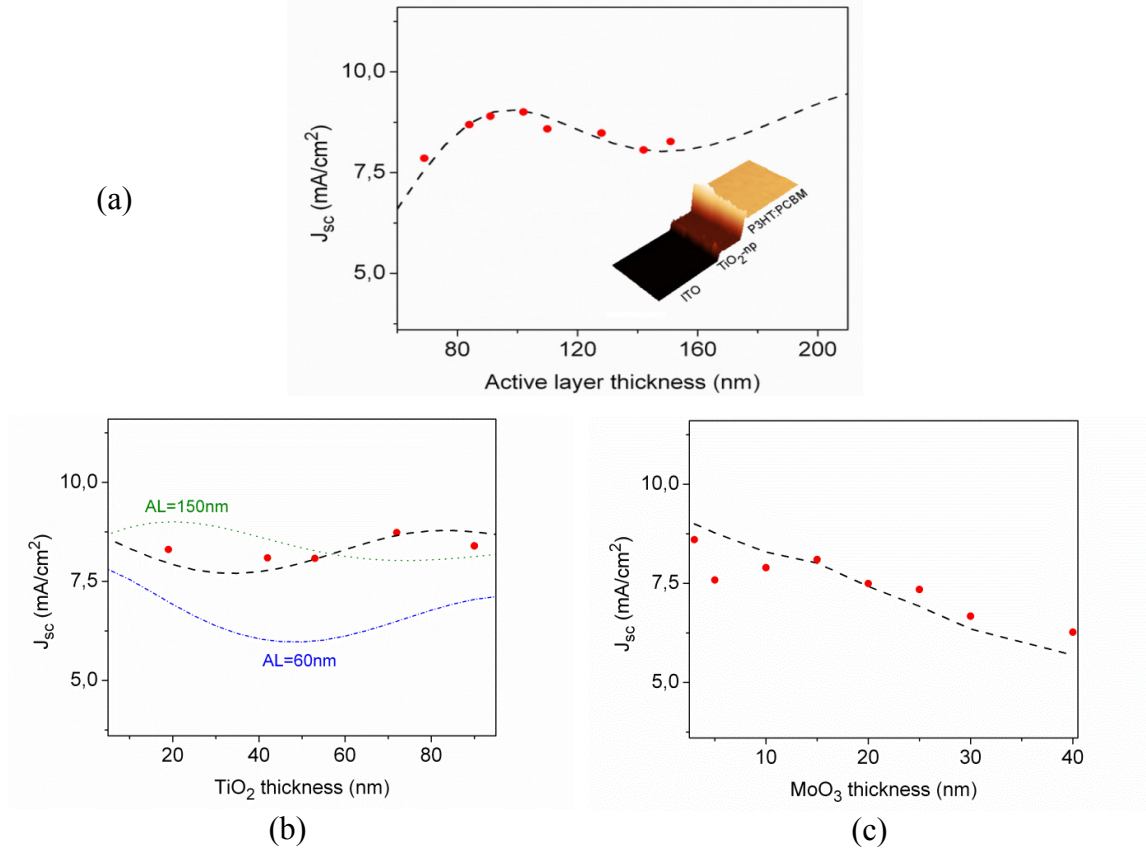 (a)
J_sc (mA/cm²)
10,0
7,5
5,0
P3HT:PCBM
TiO₂-np
ITO
80 120 160 200
Active layer thickness (nm)
J_sc (mA/cm²)
10,0
7,5
5,0
AL=150nm
AL=60nm
20 40 60 80
TiO₂ thickness (nm)
(b)
J_sc (mA/cm²)
10,0
7,5
5,0
10 20 30 40
MoO₃ thickness (nm)
(c)